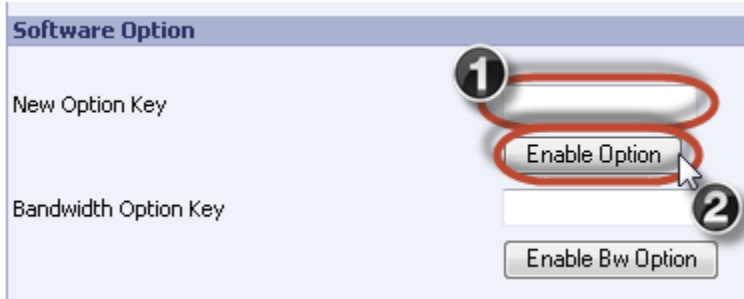 Software Option
1
New Option Key
Enable Option
2
Bandwidth Option Key
Enable Bw Option